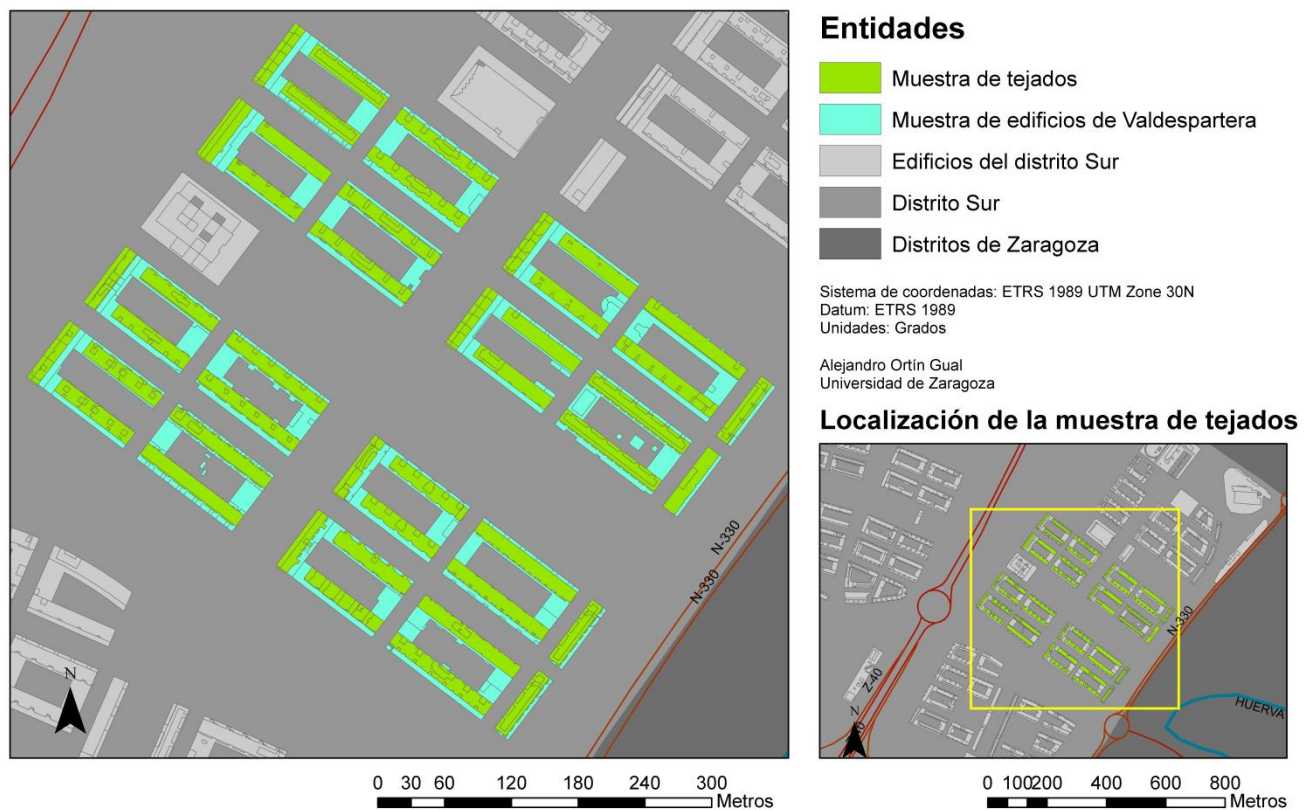 N-330
N-330
N
0 30 60 120 180 240 300
Metros
Entidades
Muestra de tejados
Muestra de edificios de Valdespartera
Edificios del distrito Sur
Distrito Sur
Distritos de Zaragoza
Sistema de coordenadas: ETRS 1989 UTM Zone 30N
Datum: ETRS 1989
Unidades: Grados
Alejandro Ortín Gual
Universidad de Zaragoza
Localización de la muestra de tejados
N-330
Z-40
HUERVA
N
0 100 200 400 600 800
Metros